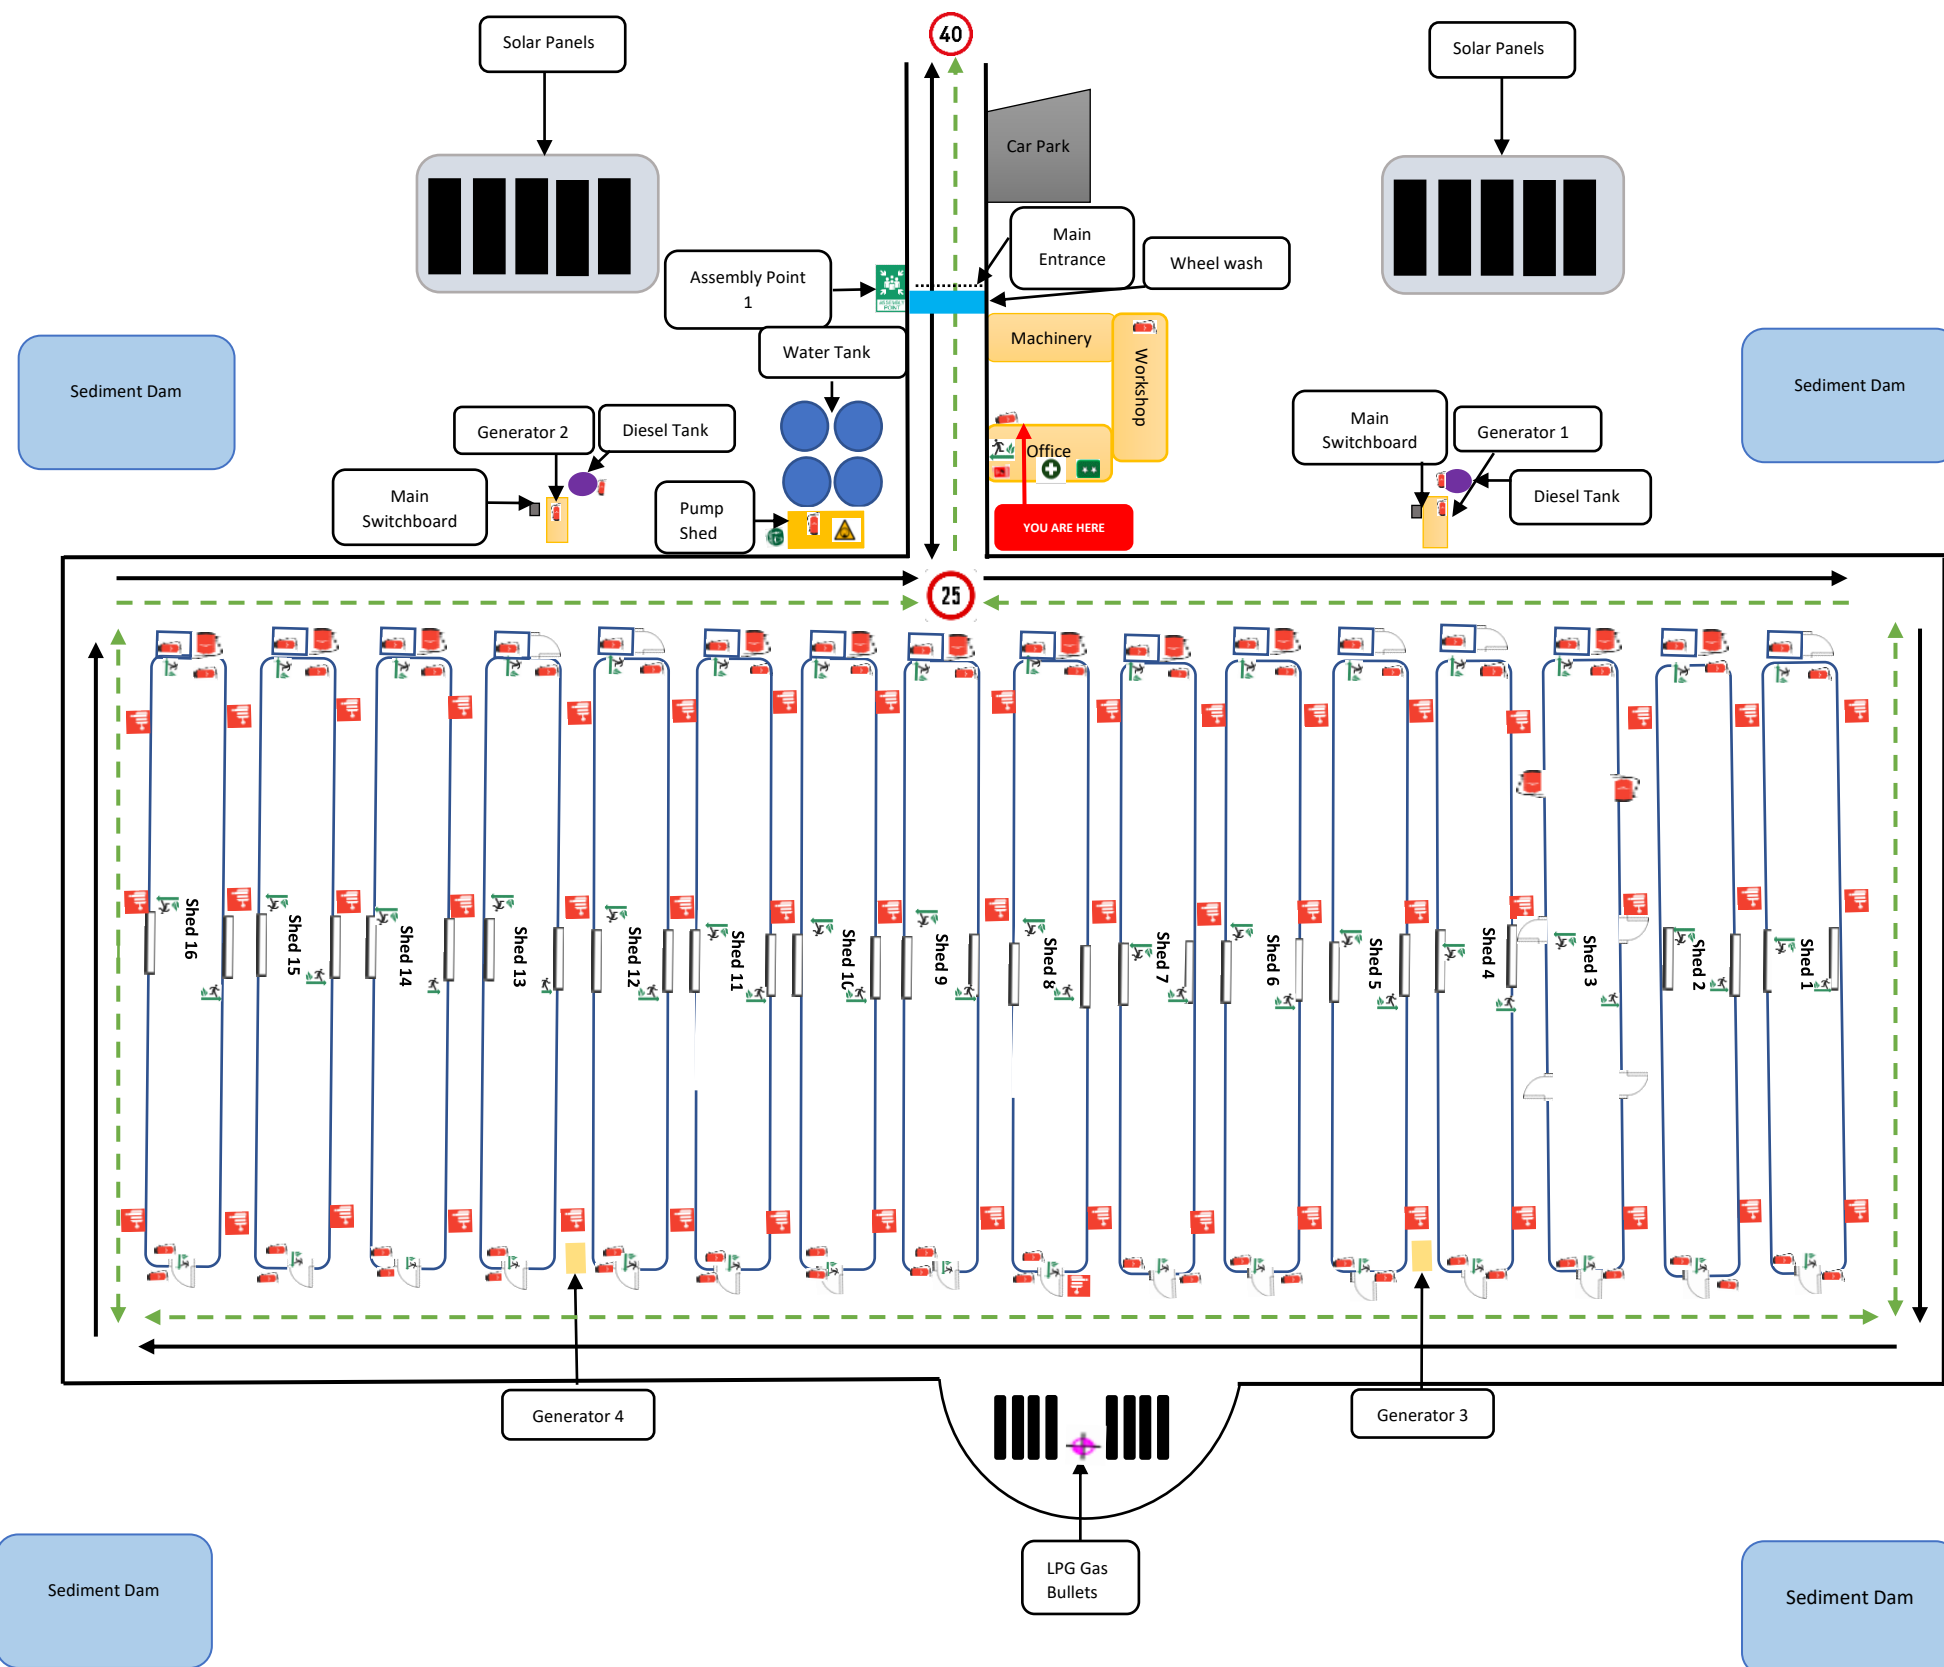 Solar Panels
40
Solar Panels
Car Park
Main
Entrance
Wheel wash
Assembly Point
1
ASSEMBLY
POINT
Water Tank
Machinery
Workshop
Office
YOU ARE HERE
Sediment Dam
Sediment Dam
Generator 2
Diesel Tank
Main
Switchboard
Pump
Shed
Main
Switchboard
Generator 1
Diesel Tank
25
Shed 16
Shed 15
Shed 14
Shed 13
Shed 12
Shed 11
Shed 10
Shed 9
Shed 8
Shed 7
Shed 6
Shed 5
Shed 4
Shed 3
Shed 2
Shed 1
Generator 4
Generator 3
LPG Gas
Bullets
Sediment Dam
Sediment Dam